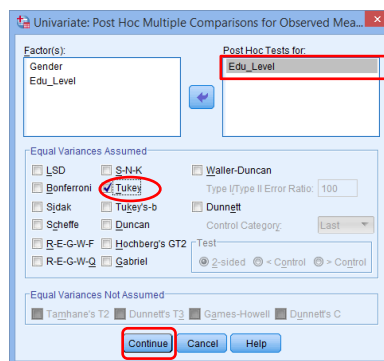 Univariate: Post Hoc Multiple Comparisons for Observed Mea...
Factor(s):
Gender
Edu_Level
Post Hoc Tests for:
Edu_Level
Equal Variances Assumed
LSD S-N-K Waller-Duncan
Bonferroni Tukey Type I/Type II Error Ratio: 100
Sidak Tukey's-b Dunnett
Scheffe Duncan Control Category: Last
R-E-G-W-F Hochberg's GT2 Test
R-E-G-W-Q Gabriel 2-sided < Control > Control
Equal Variances Not Assumed
Tamhane's T2 Dunnett's T3 Games-Howell Dunnett's C
Continue Cancel Help